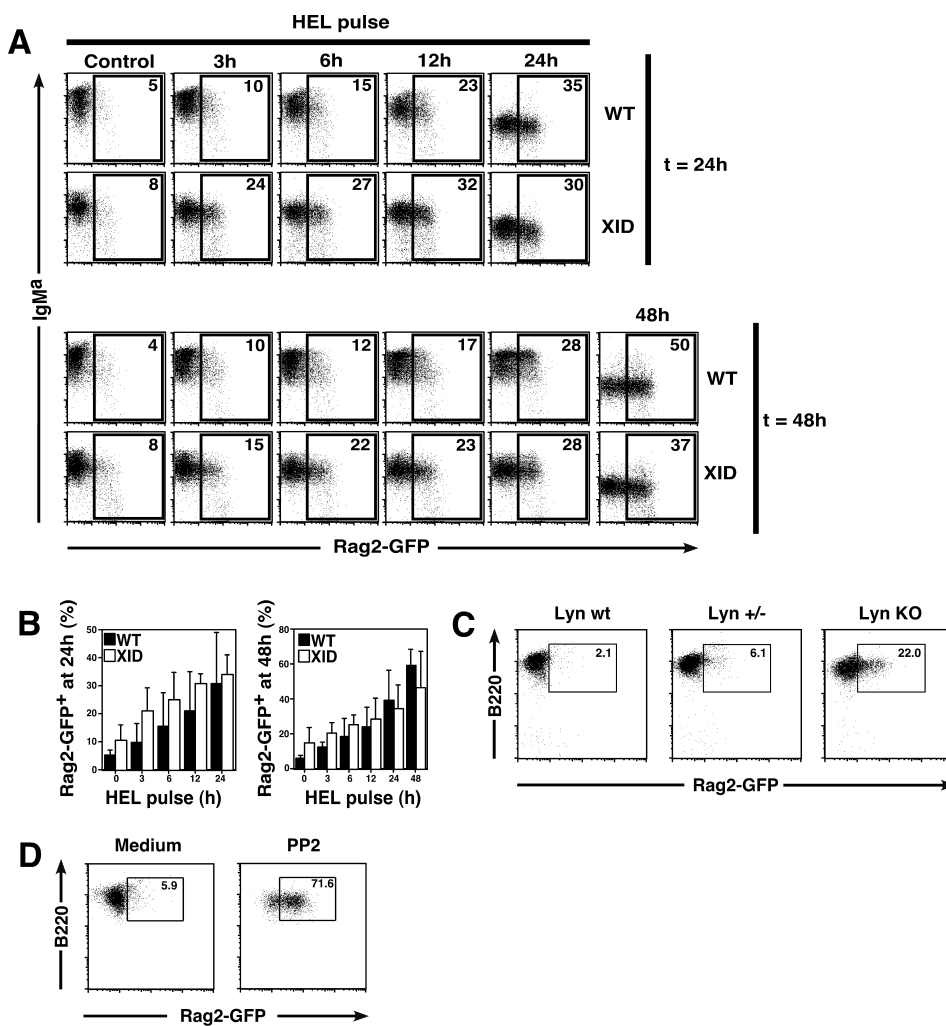 A
HEL pulse
Control 3h 6h 12h 24h
5 10 15 23 35 WT
t = 24h
8 24 27 32 30 XID
IgMa
48h
4 10 12 17 28 50 WT
t = 48h
8 15 22 23 28 37 XID
Rag2-GFP
B
Rag2-GFP+ at 24h (%)
50
40
30
20
10
0
WT
XID
0 3 6 12 24
HEL pulse (h)
Rag2-GFP+ at 48h (%)
80
60
40
20
0
WT
XID
0 3 6 12 24 48
HEL pulse (h)
C
Lyn wt Lyn +/- Lyn KO
B220
2.1 6.1 22.0
Rag2-GFP
D
Medium PP2
B220
5.9 71.6
Rag2-GFP